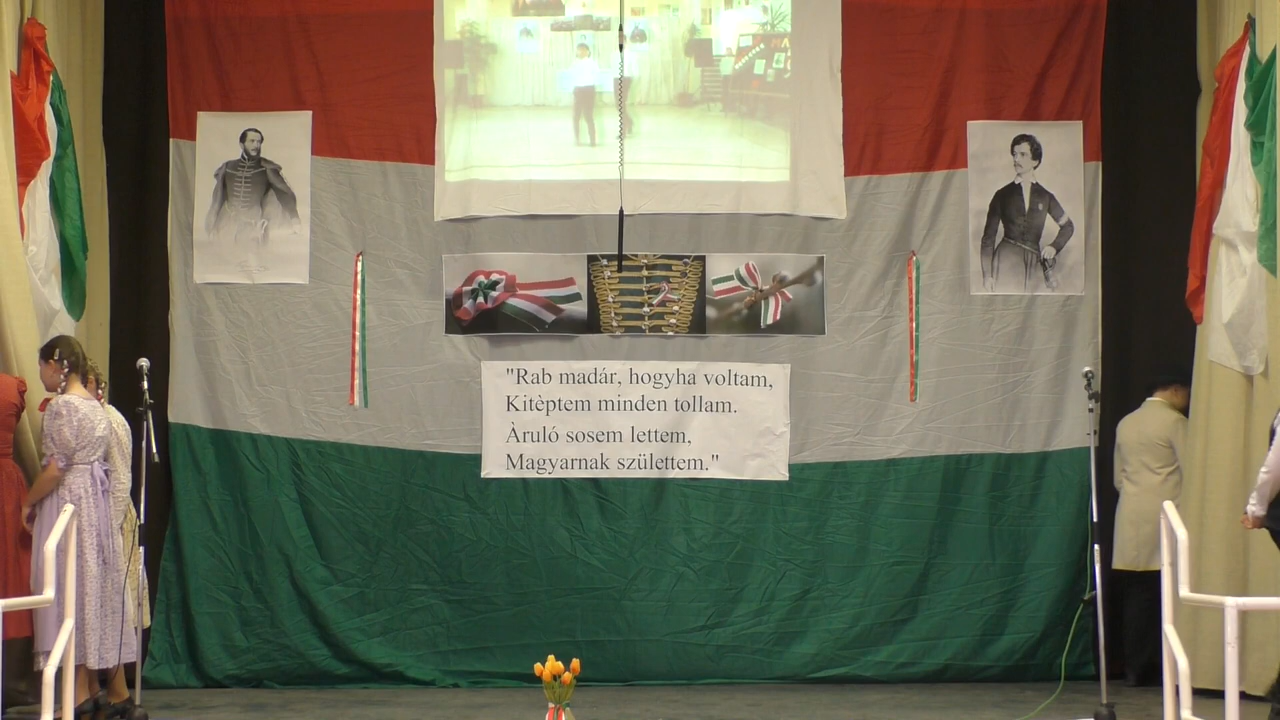 "Rab madár, hogyha voltam,
Kitèptem minden tollam.
Àruló sosem lettem,
Magyarnak születtem."